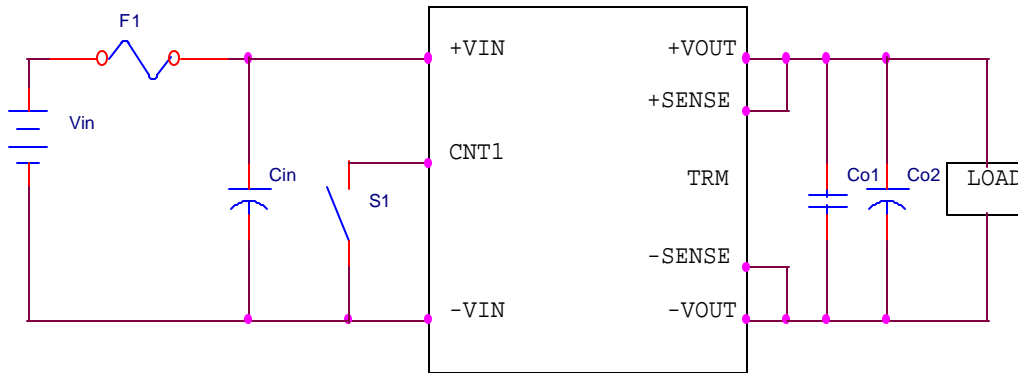 F1
+VIN
+VOUT
+SENSE
Vin
CNT1
Cin
S1
TRM
Co1
Co2
LOAD
-SENSE
-VIN
-VOUT